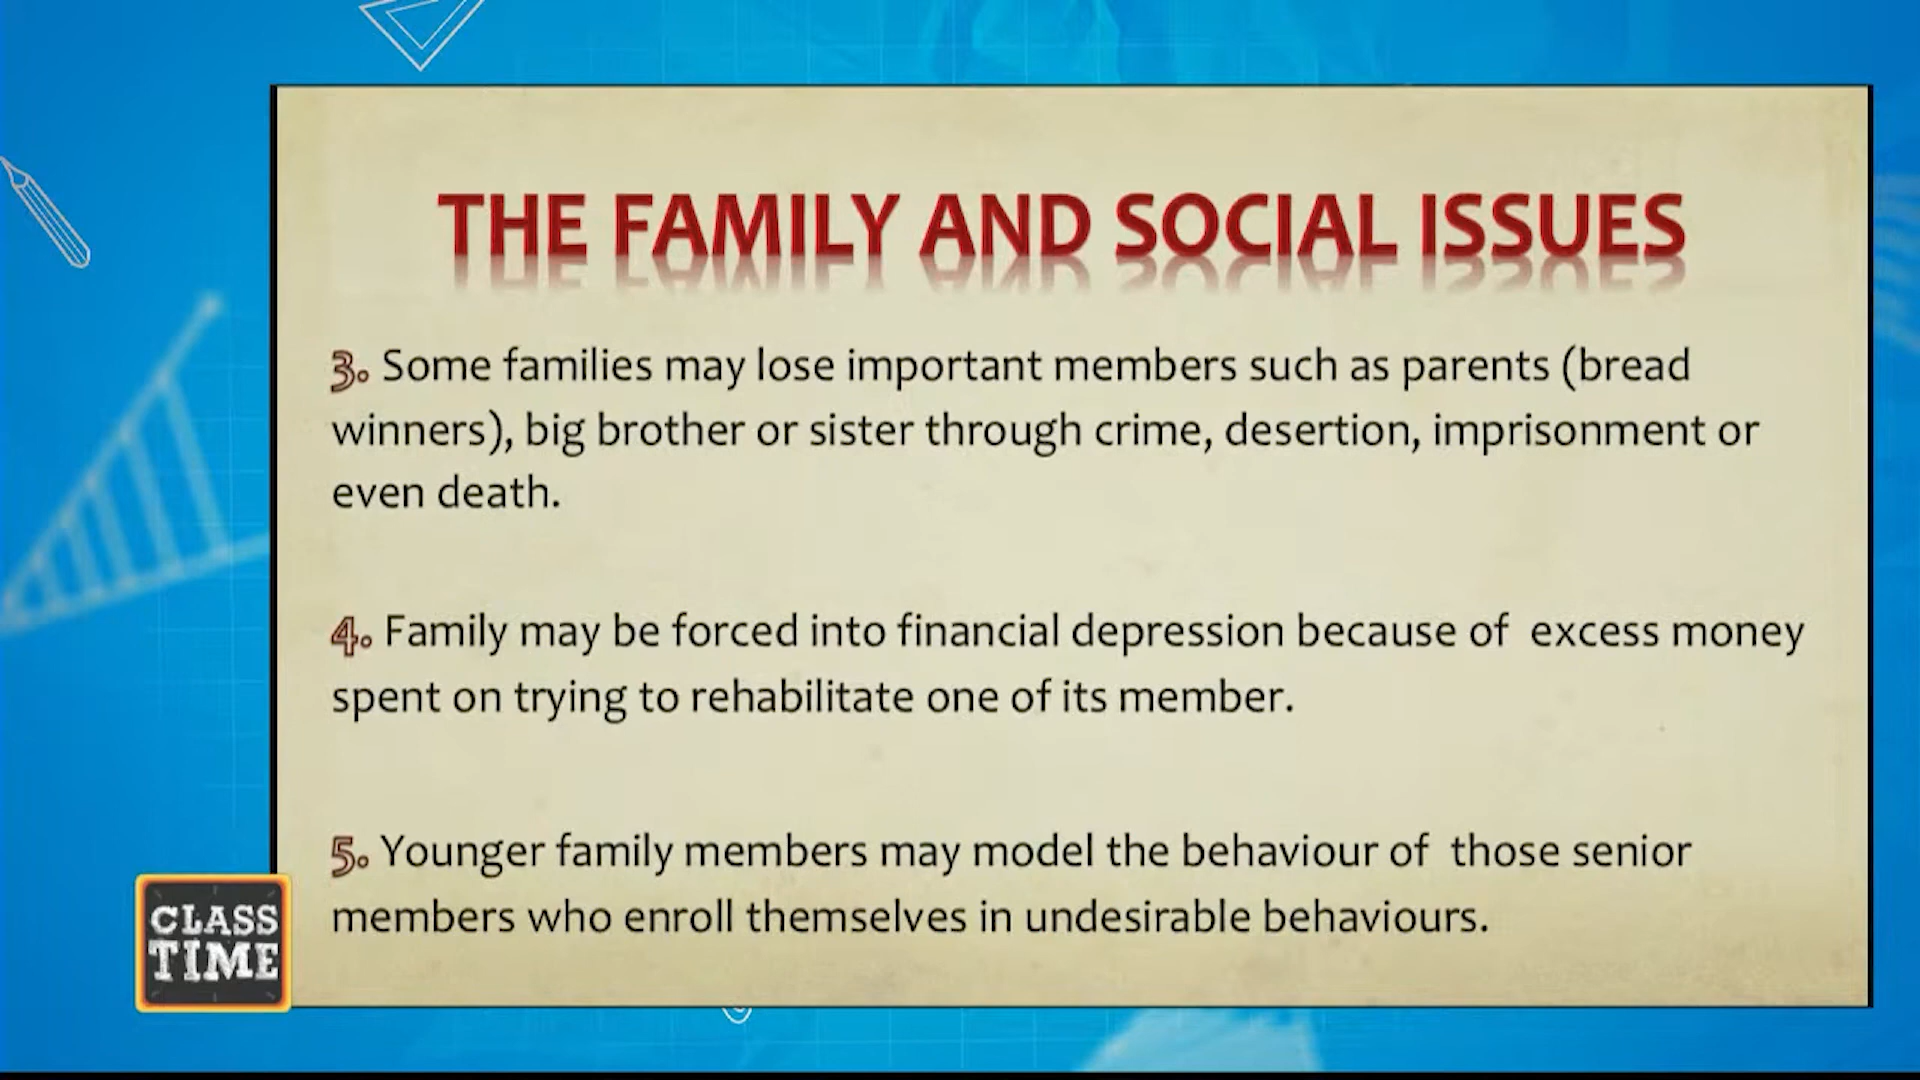 THE FAMILY AND SOCIAL ISSUES
3. Some families may lose important members such as parents (bread
winners), big brother or sister through crime, desertion, imprisonment or
even death.
4. Family may be forced into financial depression because of excess money
spent on trying to rehabilitate one of its member.
5. Younger family members may model the behaviour of those senior
members who enroll themselves in undesirable behaviours.
CLASS
TIME